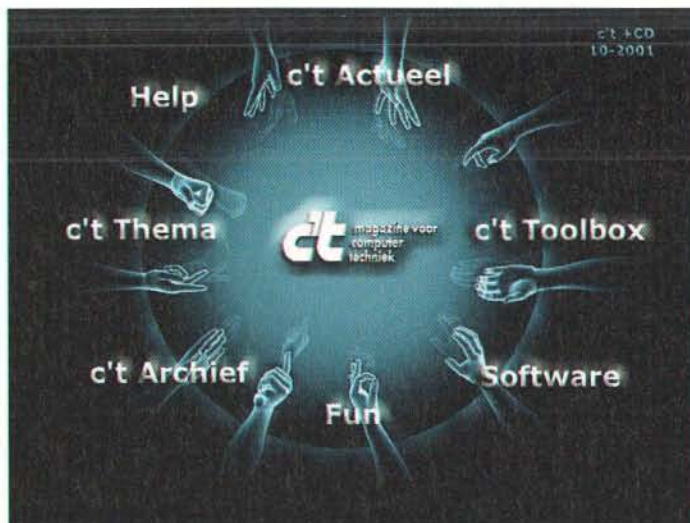 c't +CD
10-2001
c't Actueel
Help
c't Thema
c't
magazine voor
computer
techniek
c't Toolbox
c't Archief
Software
Fun